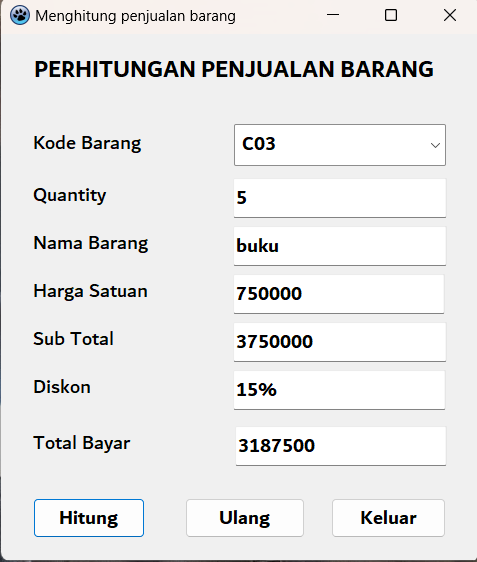 Menghitung penjualan barang
PERHITUNGAN PENJUALAN BARANG
Kode Barang C03
Quantity 5
Nama Barang buku
Harga Satuan 750000
Sub Total 3750000
Diskon 15%
Total Bayar 3187500
Hitung Ulang Keluar